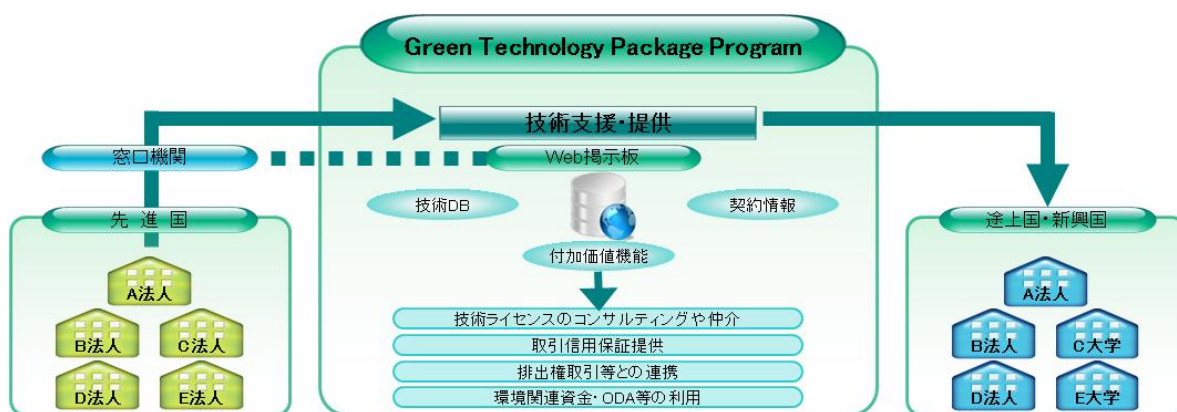 Green Technology Package Program
技術支援・提供
窓口機関
Web掲示板
技術DB
契約情報
付加価値機能
技術ライセンスのコンサルティングや仲介
取引信用保証提供
排出権取引等との連携
環境関連資金・ODA等の利用
先進国
A法人
B法人
C法人
D法人
E法人
途上国・新興国
A法人
B法人
C大学
D法人
E大学